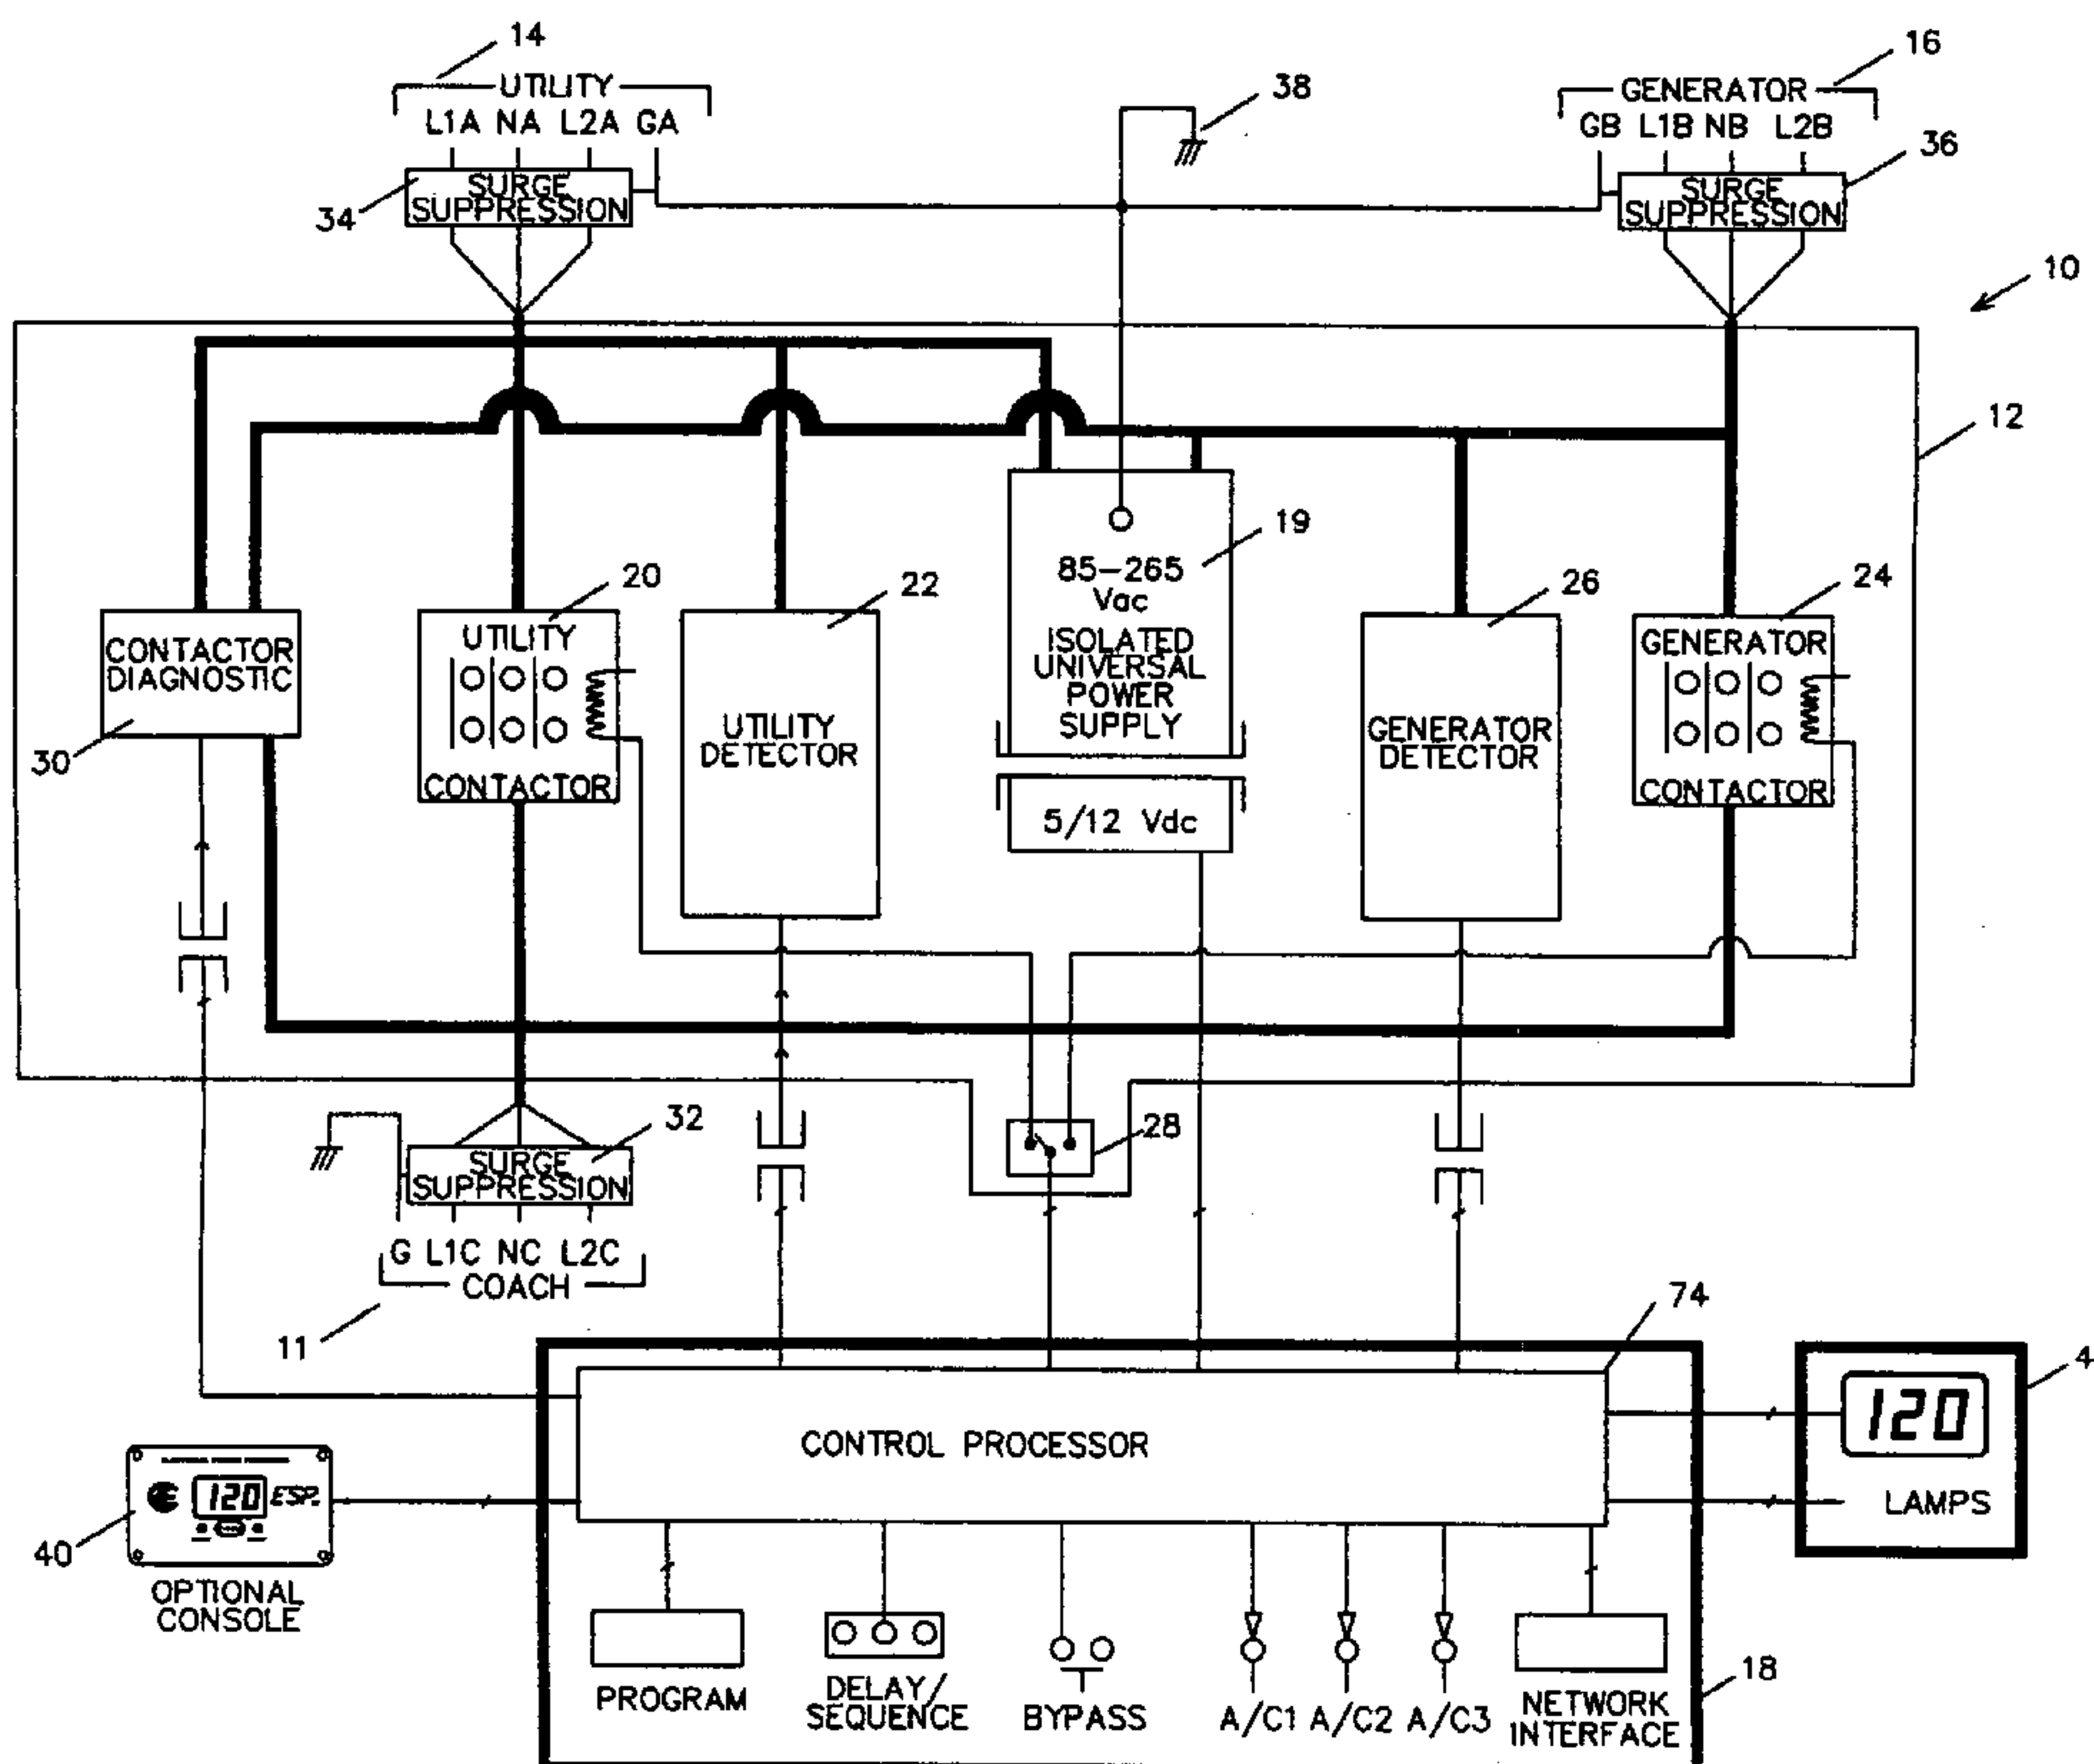 14
16
UTILITY
38
GENERATOR
L1A NA L2A GA
GB L1B NB L2B
36
SURGE
SUPPRESSION
SURGE
SUPPRESSION
34
10
12
19
85-265
Vac
20
22
26
24
ISOLATED
UNIVERSAL
POWER
SUPPLY
CONTACTOR
DIAGNOSTIC
UTILITY
GENERATOR
UTILITY
DETECTOR
GENERATOR
DETECTOR
30
CONTACTOR
CONTACTOR
5/12 Vdc
32
28
SURGE
SUPPRESSION
G L1C NC L2C
COACH
74
11
4
120
CONTROL PROCESSOR
120 ESP.
LAMPS
40
OPTIONAL
CONSOLE
18
PROGRAM
DELAY/
SEQUENCE
BYPASS
A/C1 A/C2 A/C3
NETWORK
INTERFACE